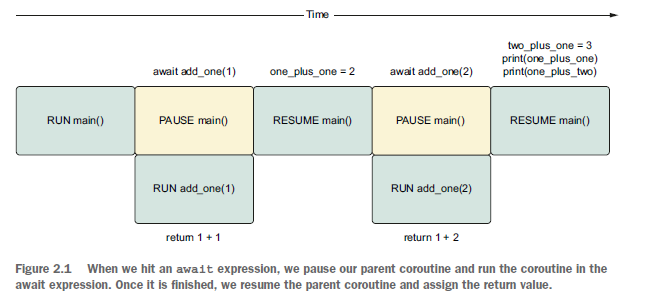 Time
two_plus_one = 3
print(one_plus_one)
print(one_plus_two)
await add_one(1)
one_plus_one = 2
await add_one(2)
RUN main()
PAUSE main()
RESUME main()
PAUSE main()
RESUME main()
RUN add_one(1)
RUN add_one(2)
return 1 + 1
return 1 + 2
Figure 2.1 When we hit an await expression, we pause our parent coroutine and run the coroutine in the
await expression. Once it is finished, we resume the parent coroutine and assign the return value.